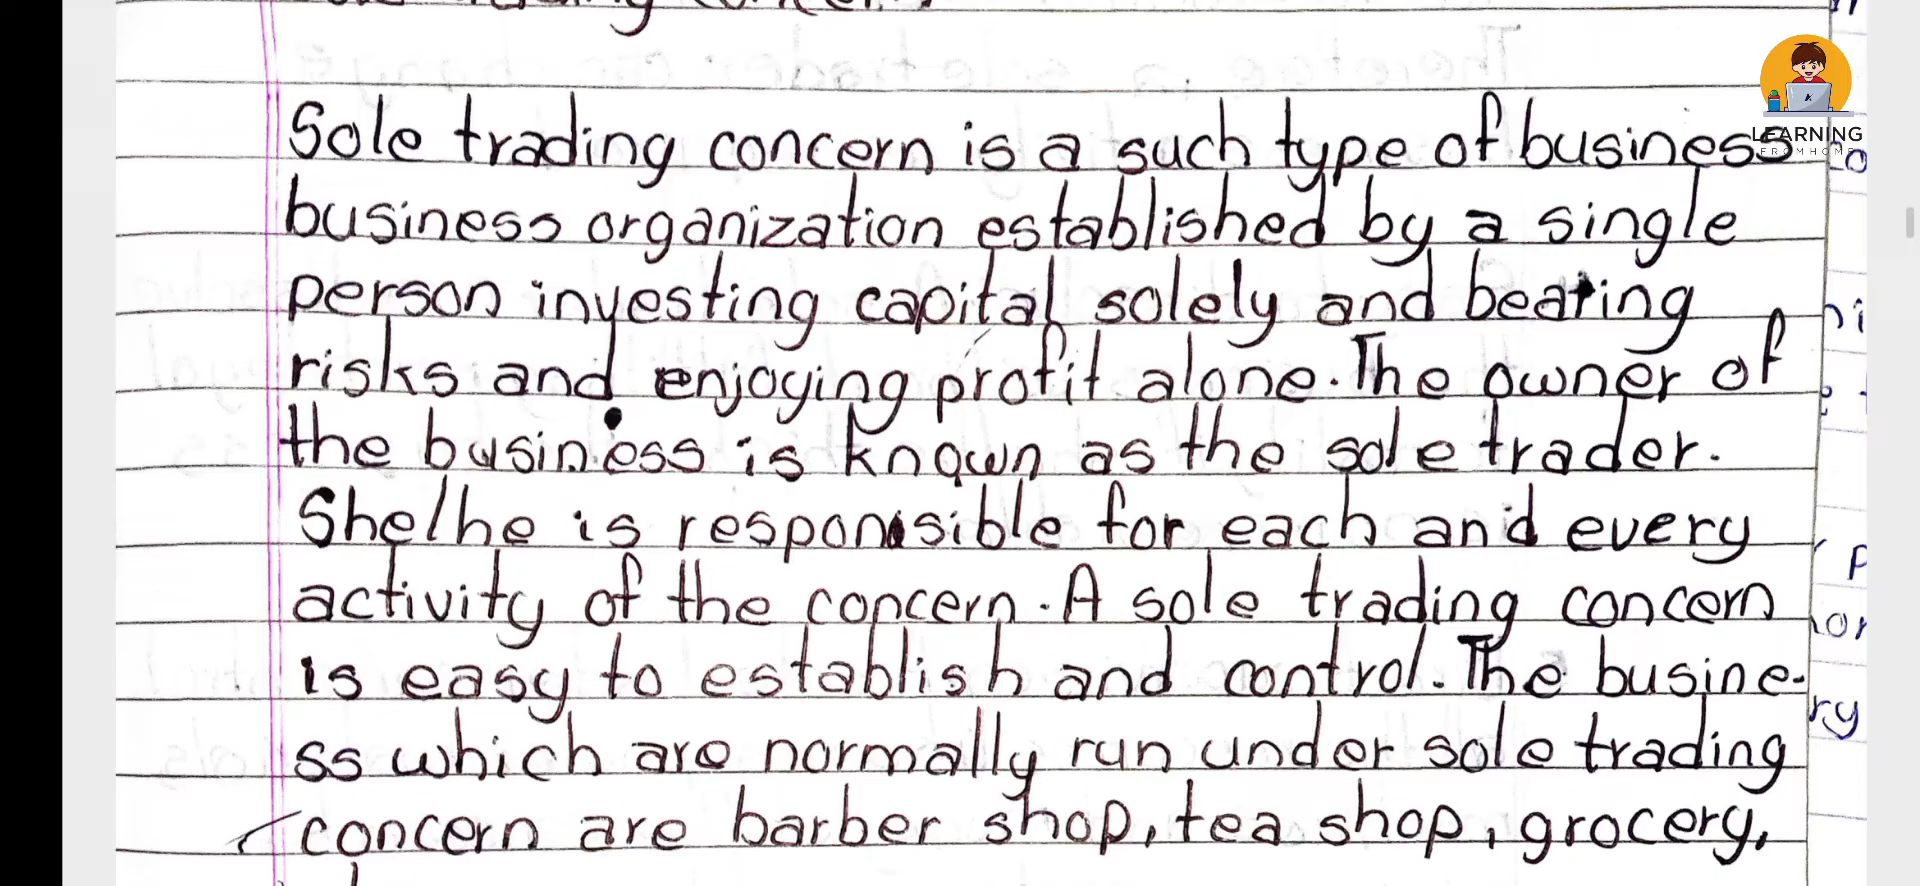 Sole trading concern is a such type of business
business organization established by a single
person investing capital solely and bearing
risks and enjoying profit alone. The owner of
the business is known as the sole trader.
She/he is responsible for each and every
activity of the concern. A sole trading concern
is easy to establish and control. The busine-
ss which are normally run under sole trading
concern are barber shop, tea shop, grocery,
LEARNING
FROM HOME